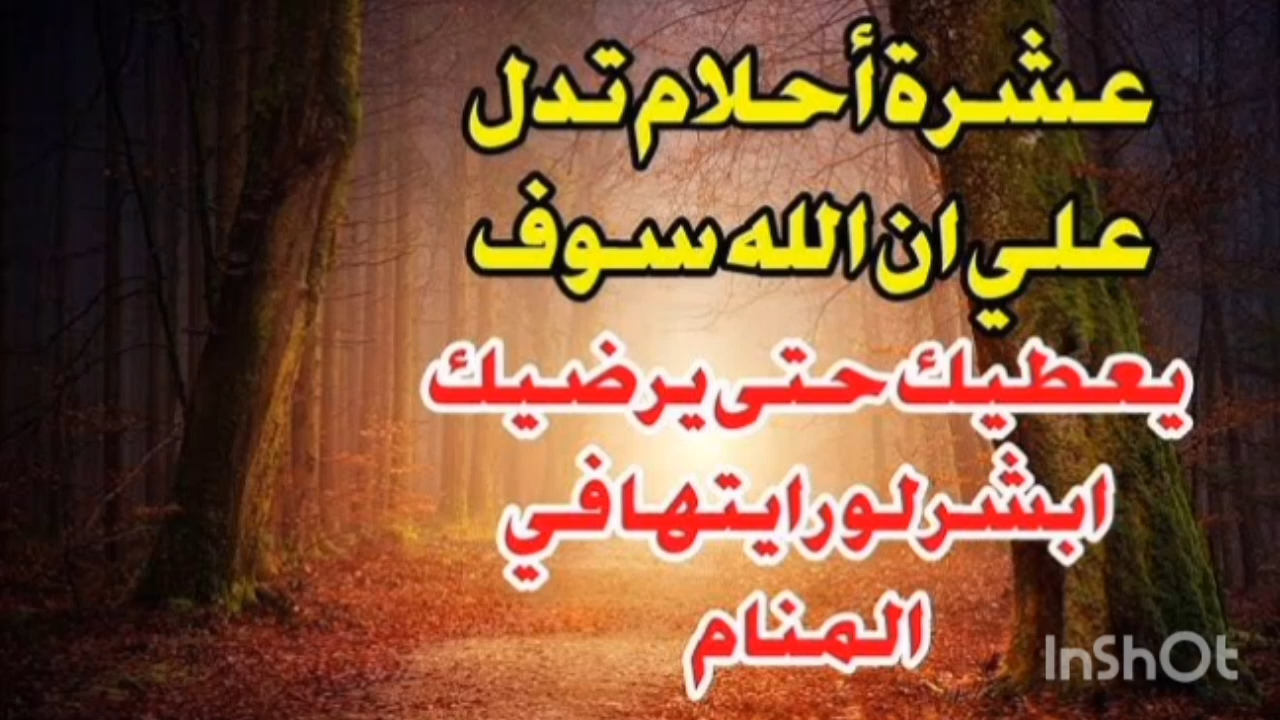 عشرة أحلام تدل
علي ان الله سوف
يعطيك حتى يرضيك
ابشر لو رايتها في
المنام
InShOt